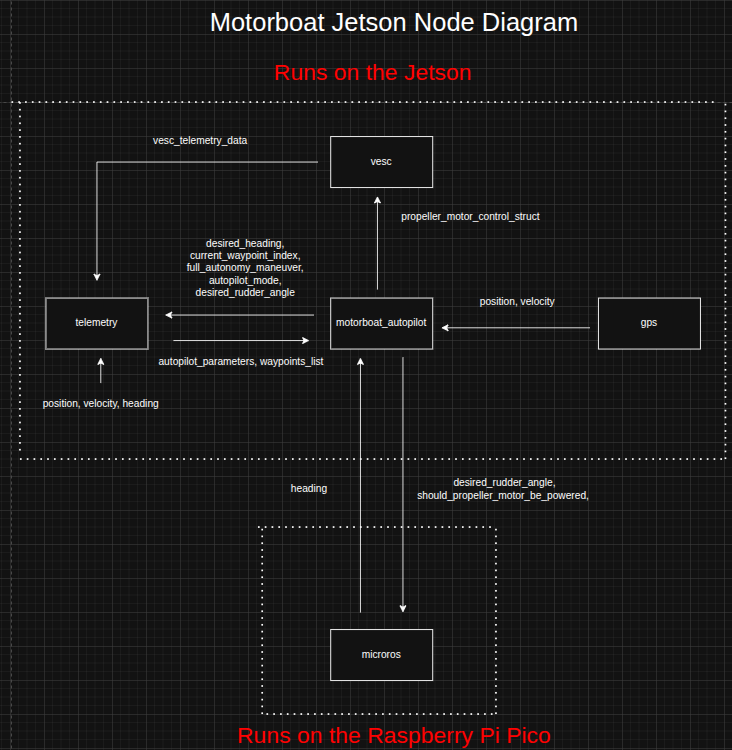 Motorboat Jetson Node Diagram
Runs on the Jetson
vesc_telemetry_data
vesc
propeller_motor_control_struct
desired_heading,
current_waypoint_index,
full_autonomy_maneuver,
autopilot_mode,
desired_rudder_angle
position, velocity
telemetry
motorboat_autopilot
gps
autopilot_parameters, waypoints_list
position, velocity, heading
heading
desired_rudder_angle,
should_propeller_motor_be_powered,
microros
Runs on the Raspberry Pi Pico